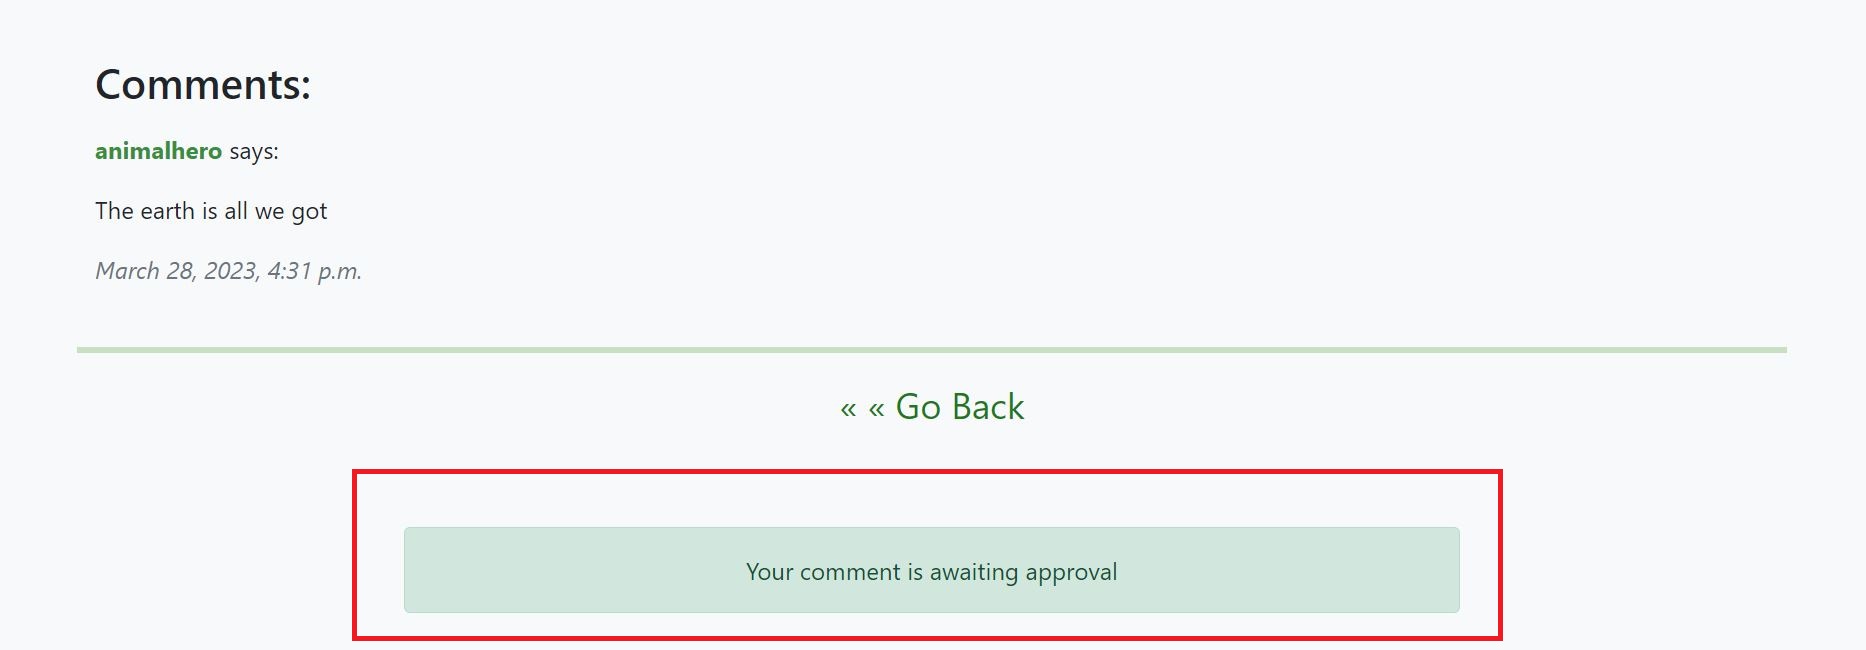 Comments:
animalhero says:
The earth is all we got
March 28, 2023, 4:31 p.m.
« « Go Back
Your comment is awaiting approval